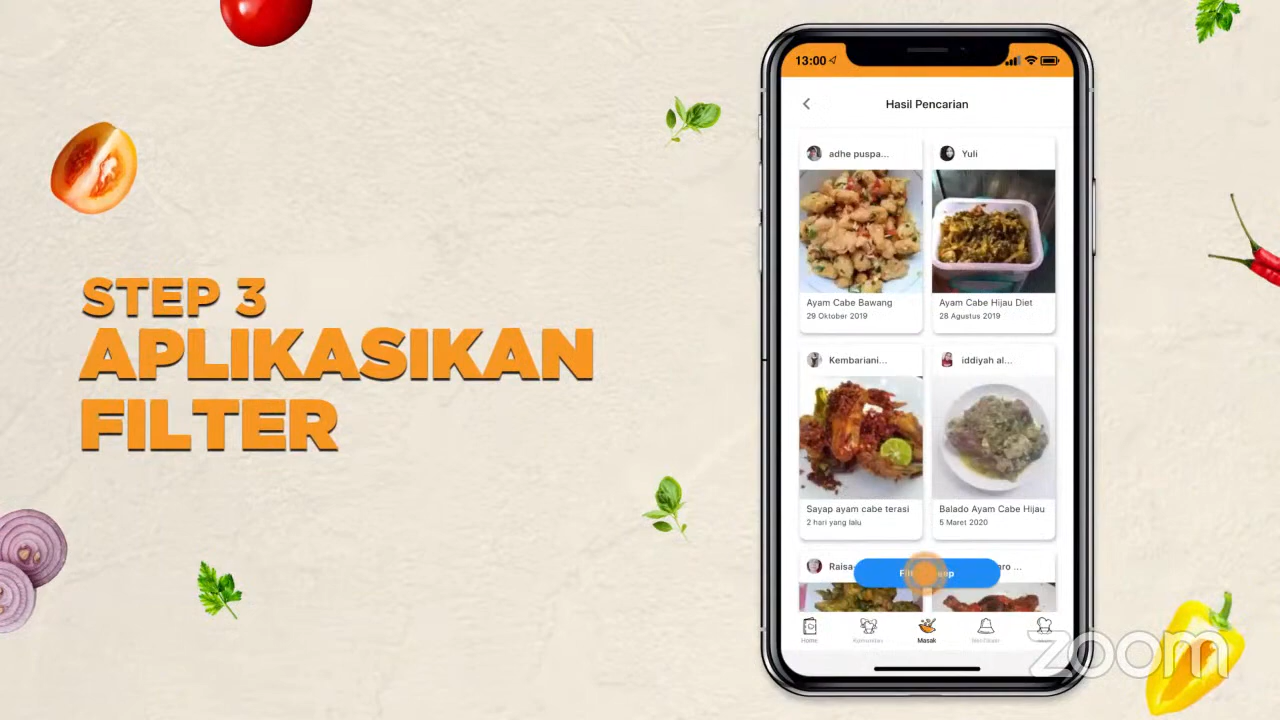 STEP 3
APLIKASIKAN
FILTER
13:00
Hasil Pencarian
adhe puspa...
Yuli
Ayam Cabe Bawang
29 Oktober 2019
Ayam Cabe Hijau Diet
28 Agustus 2019
Kembariani...
iddiyah al...
Sayap ayam cabe terasi
2 hari yang lalu
Balado Ayam Cabe Hijau
5 Maret 2020
Raisa
Home
Komunitas
Masak
zoom